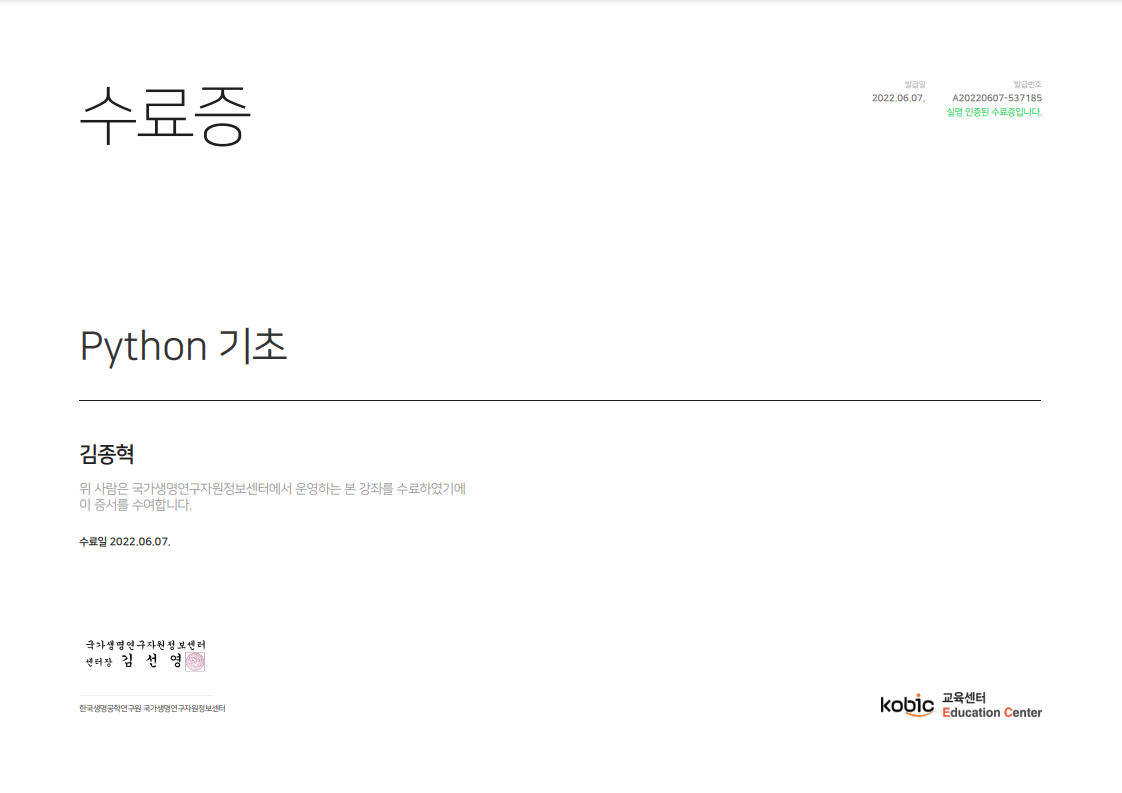 수료증
발급일
2022.06.07.
발급번호
A20220607-537185
실명 인증된 수료증입니다.
Python 기초
김종혁
위 사람은 국가생명연구자원정보센터에서 운영하는 본 강좌를 수료하였기에
이 증서를 수여합니다.
수료일 2022.06.07.
국가생명연구자원정보센터
센터장 김 선 영
한국생명공학연구원 국가생명연구자원정보센터
kobic 교육센터
Education Center